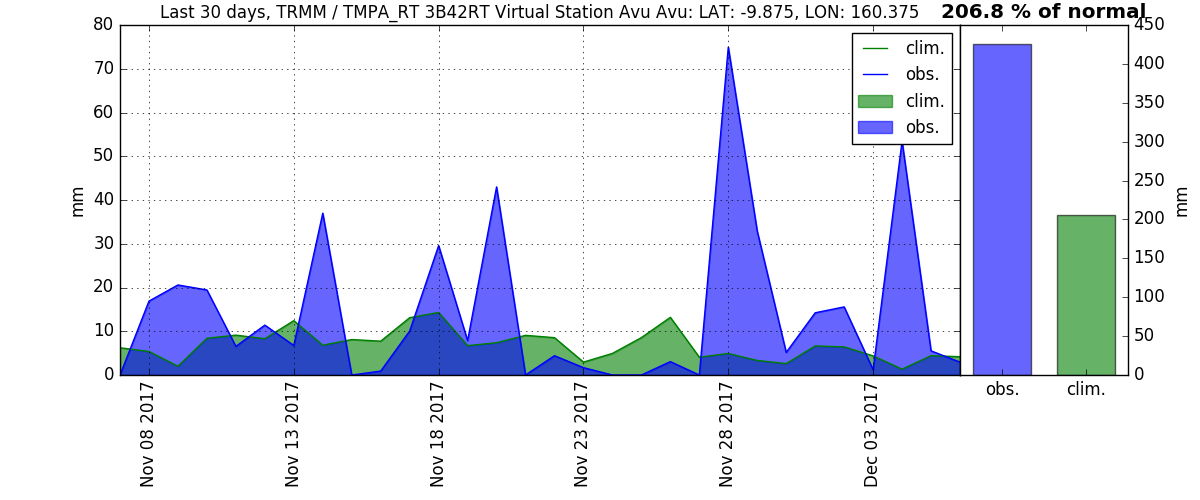 Last 30 days, TRMM / TMPA_RT 3B42RT Virtual Station Avu Avu: LAT: -9.875, LON: 160.375
206.8 % of normal
mm
80
70
60
50
40
30
20
10
0
clim.
obs.
clim.
obs.
Nov 08 2017
Nov 13 2017
Nov 18 2017
Nov 23 2017
Nov 28 2017
Dec 03 2017
450
400
350
300
250
200
150
100
50
0
mm
obs.
clim.